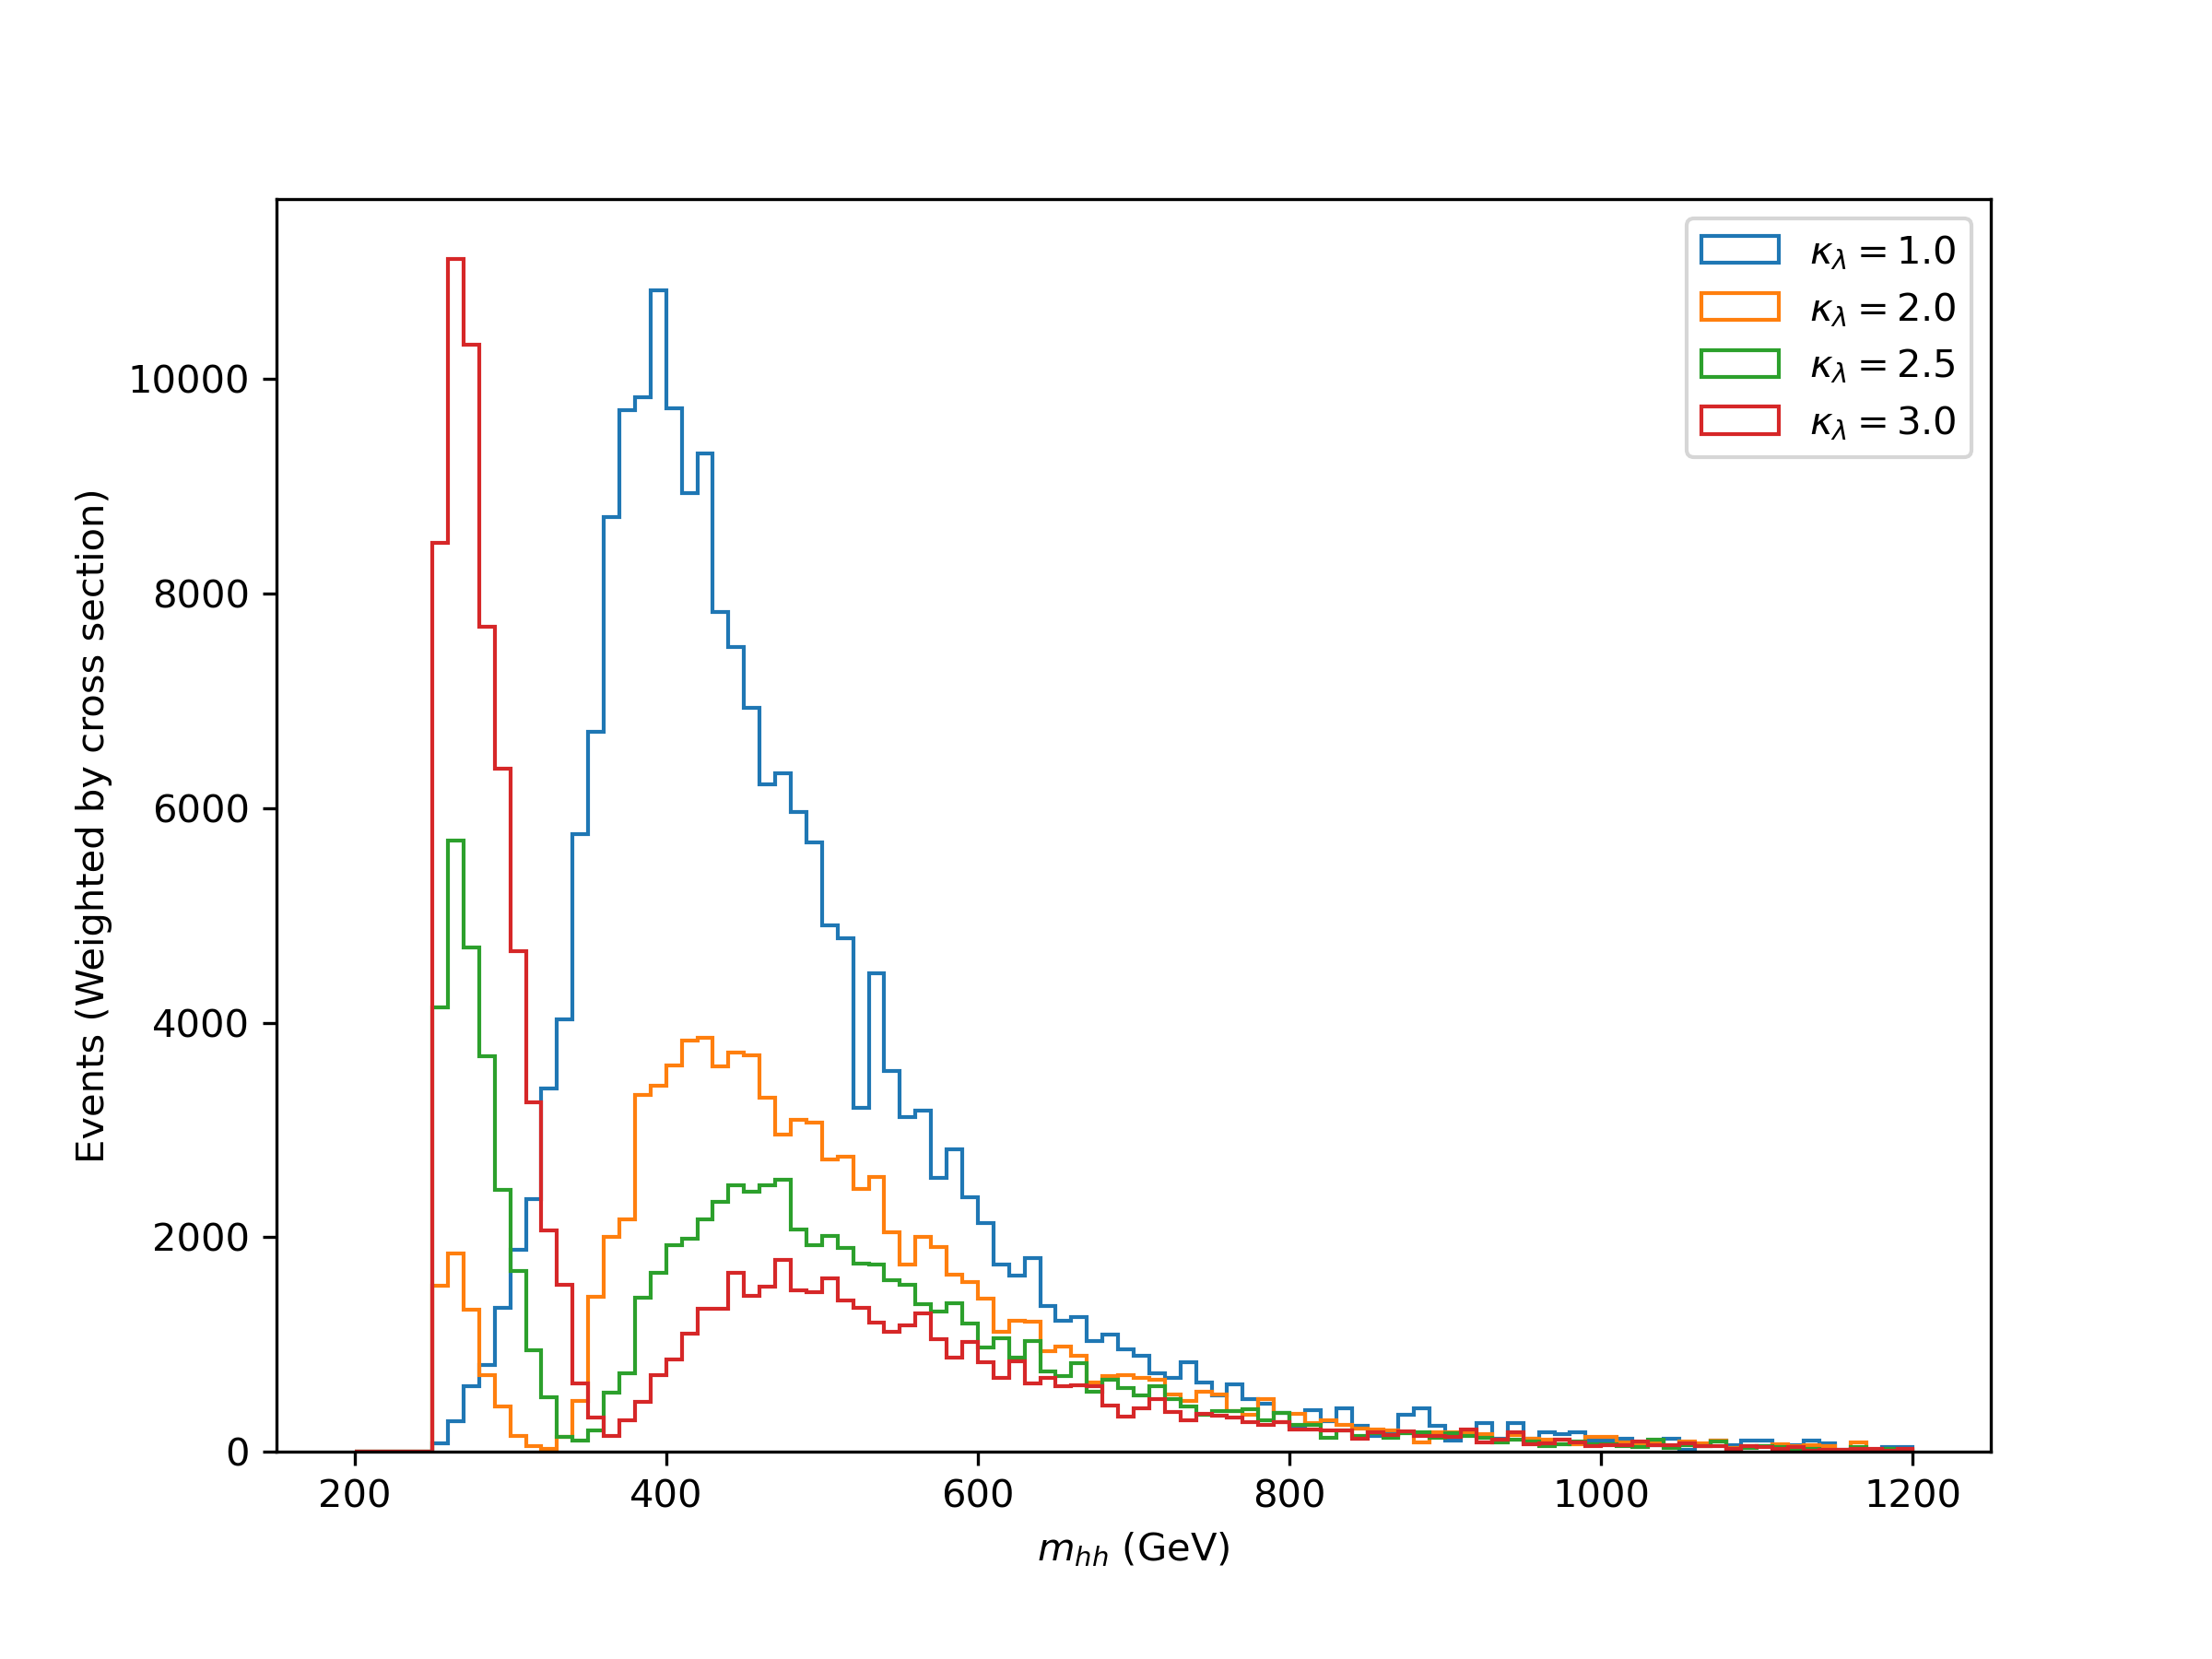 κλ = 1.0
κλ = 2.0
κλ = 2.5
κλ = 3.0
Events (Weighted by cross section)
10000
8000
6000
4000
2000
0
200 400 600 800 1000 1200
mhh (GeV)